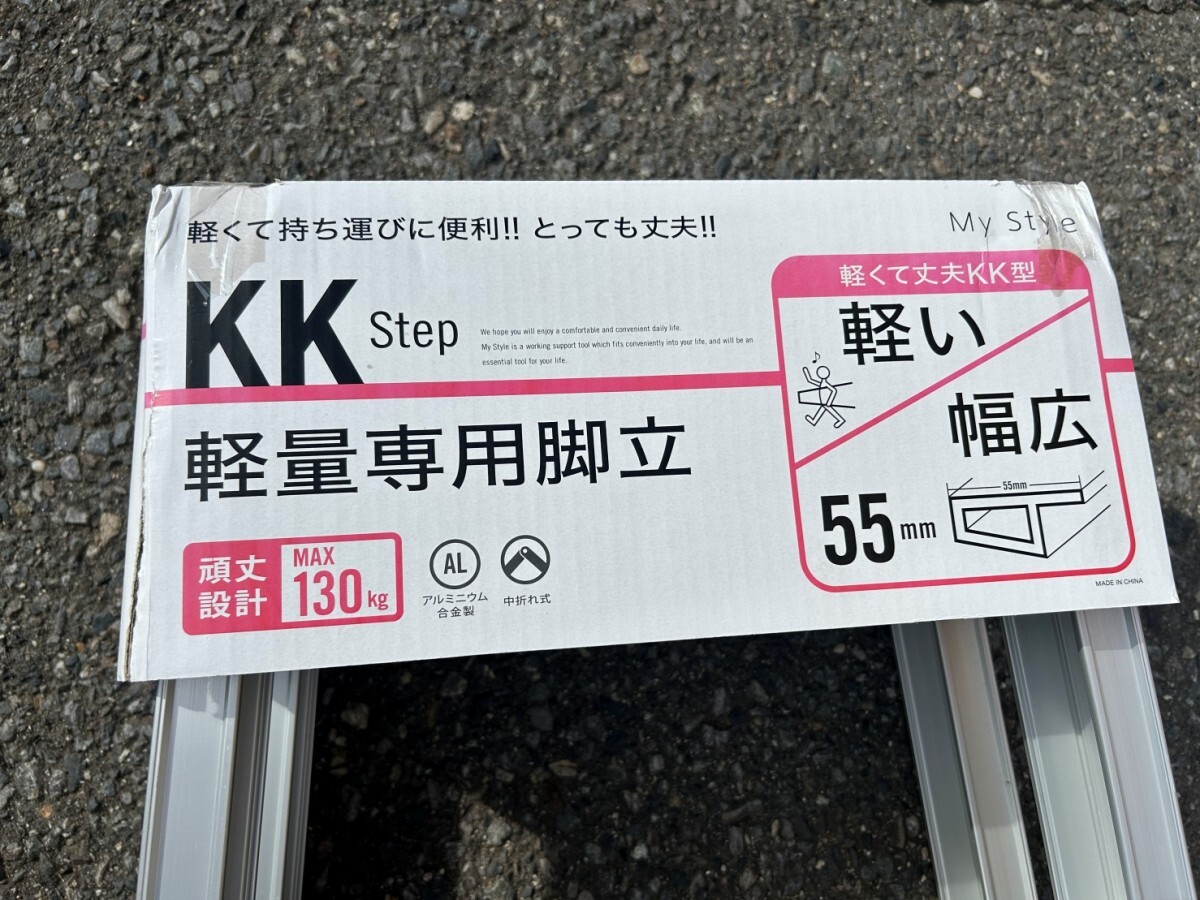 軽くて持ち運びに便利!! とっても丈夫!!
My Style
KK Step
We hope you will enjoy a comfortable and convenient daily life.
My Style is a working support tool which fits conveniently into your life, and will be an
essential tool for your life.
軽量専用脚立
頑丈
設計
MAX
130kg
AL
アルミニウム
合金製
中折れ式
軽くて丈夫KK型
軽い
幅広
55mm
55mm
MADE IN CHINA